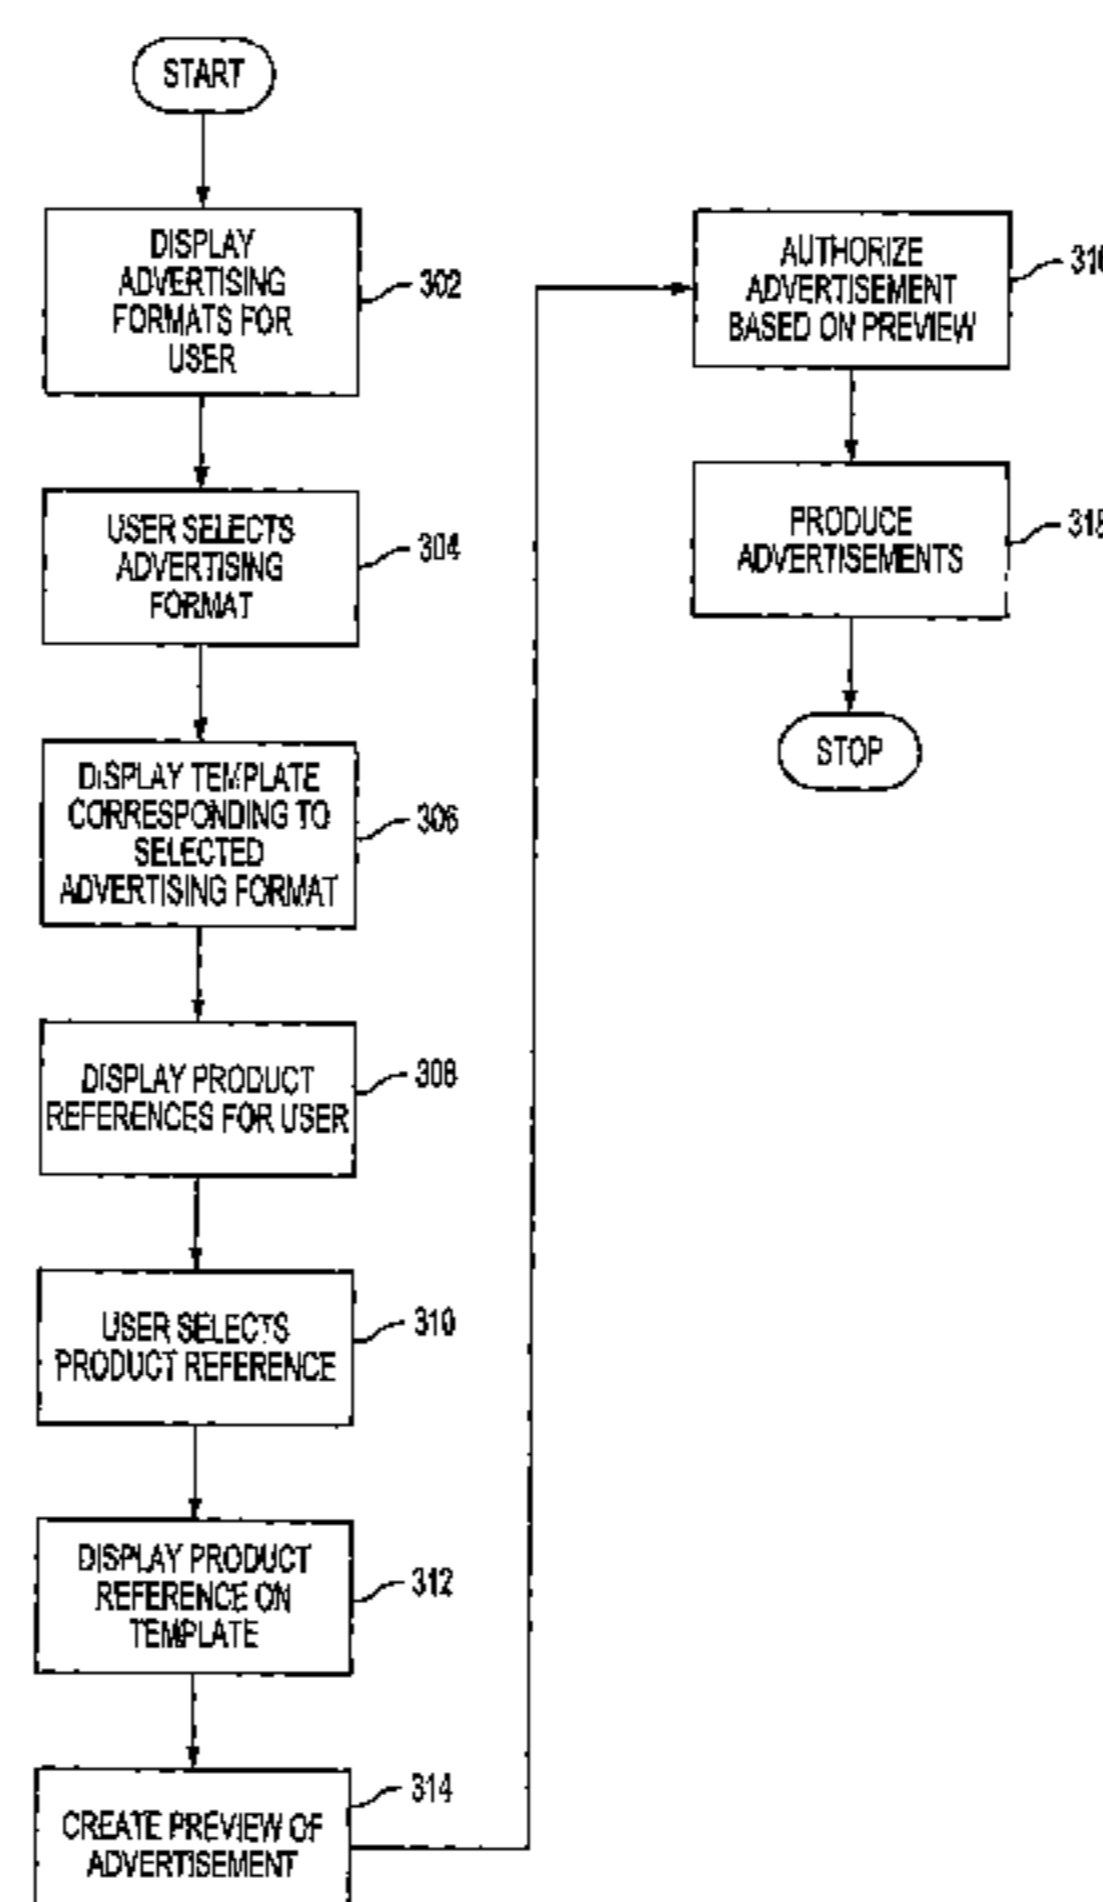 START
DISPLAY
ADVERTISING
FORMATS FOR
USER
302
USER SELECTS
ADVERTISING
FORMAT
304
DISPLAY TEMPLATE
CORRESPONDING TO
SELECTED
ADVERTISING FORMAT
306
DISPLAY PRODUCT
REFERENCES FOR USER
308
USER SELECTS
PRODUCT REFERENCE
310
DISPLAY PRODUCT
REFERENCE ON
TEMPLATE
312
CREATE PREVIEW OF
ADVERTISEMENT
314
AUTHORIZE
ADVERTISEMENT
BASED ON PREVIEW
316
PRODUCE
ADVERTISEMENTS
318
STOP